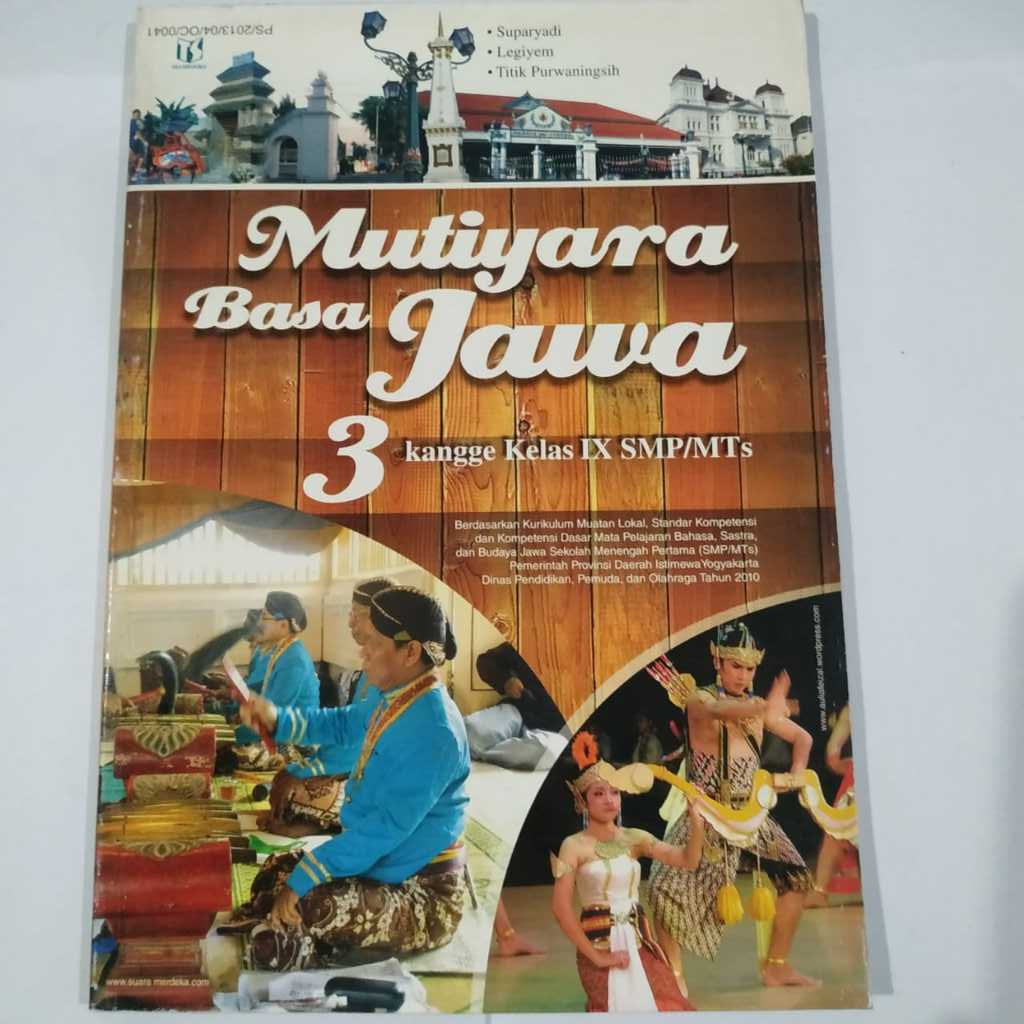 PS/2013/04/OC/0041
TS
• Suparyadi
• Legiyem
• Titik Purwaningsih
Mutiyara
Basa Jawa
3 kangge Kelas IX SMP/MTs
Berdasarkan Kurikulum Muatan Lokal, Standar Kompetensi
dan Kompetensi Dasar Mata Pelajaran Bahasa, Sastra,
dan Budaya Jawa Sekolah Menengah Pertama (SMP/MTs)
Pemerintah Provinsi Daerah Istimewa Yogyakarta
Dinas Pendidikan, Pemuda, dan Olahraga Tahun 2010
www.suara merdeka.com